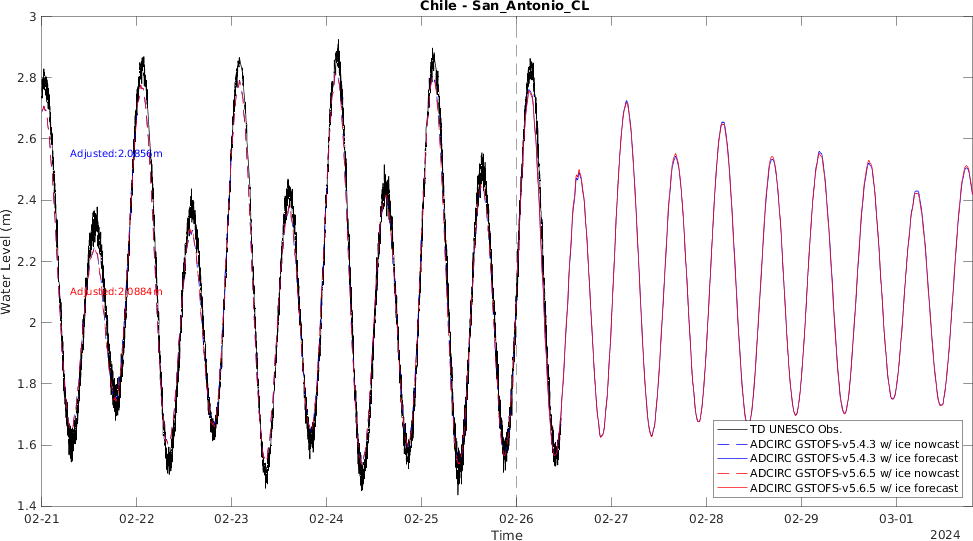 Chile - San_Antonio_CL
3
2.8
2.6
2.4
2.2
2
1.8
1.6
1.4
Water Level (m)
Adjusted:2.0856m
Adjusted:2.0884m
TD UNESCO Obs.
ADCIRC GSTOFS-v5.4.3 w/ ice nowcast
ADCIRC GSTOFS-v5.4.3 w/ ice forecast
ADCIRC GSTOFS-v5.6.5 w/ ice nowcast
ADCIRC GSTOFS-v5.6.5 w/ ice forecast
02-21 02-22 02-23 02-24 02-25 02-26 02-27 02-28 02-29 03-01
Time
2024